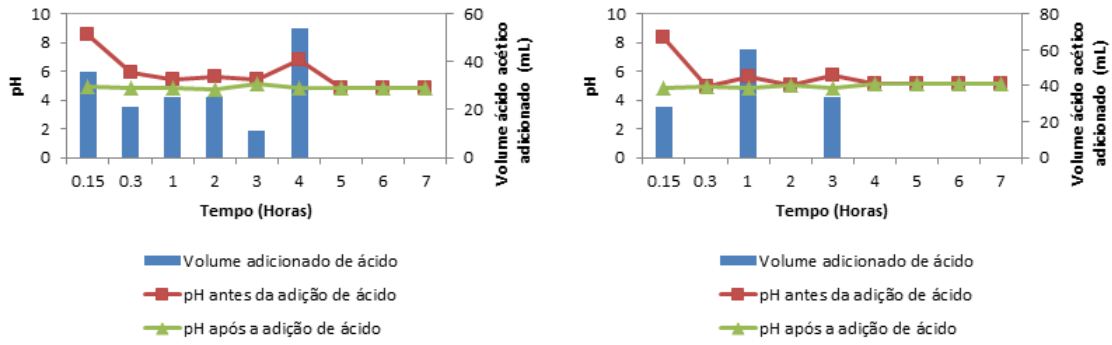 10
8
6
4
2
0
pH
60
40
20
0
Volume ácido acético
adicionado (mL)
0.15 0.3 1 2 3 4 5 6 7
Tempo (Horas)
Volume adicionado de ácido
pH antes da adição de ácido
pH após a adição de ácido
10
8
6
4
2
0
pH
80
60
40
20
0
Volume ácido acético
adicionado (mL)
0.15 0.3 1 2 3 4 5 6 7
Tempo (Horas)
Volume adicionado de ácido
pH antes da adição de ácido
pH após a adição de ácido